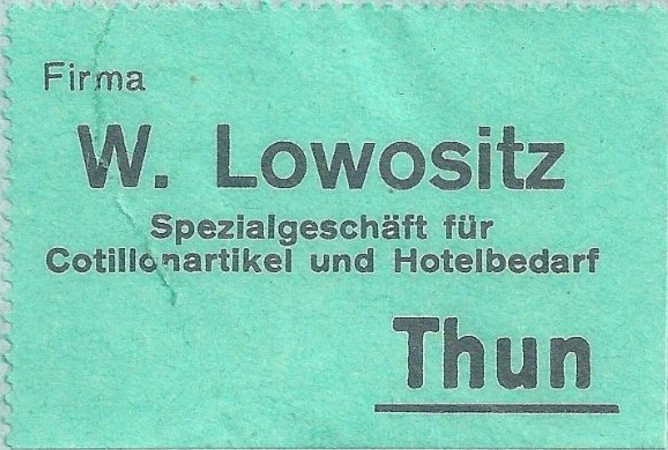 Firma
W. Lowositz
Spezialgeschäft für
Cotillonartikel und Hotelbedarf
Thun